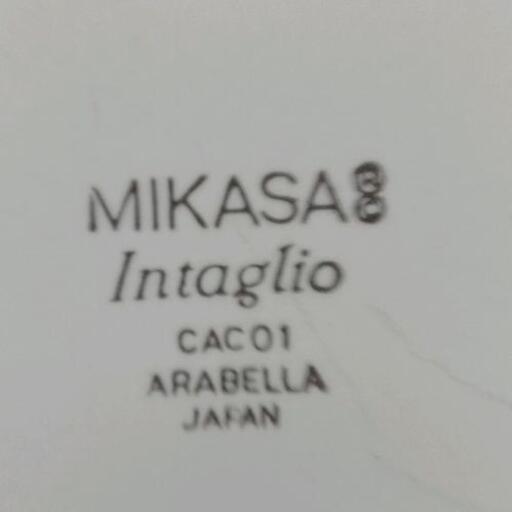 MIKASA ®©
Intaglio
CAC01
ARABELLA
JAPAN